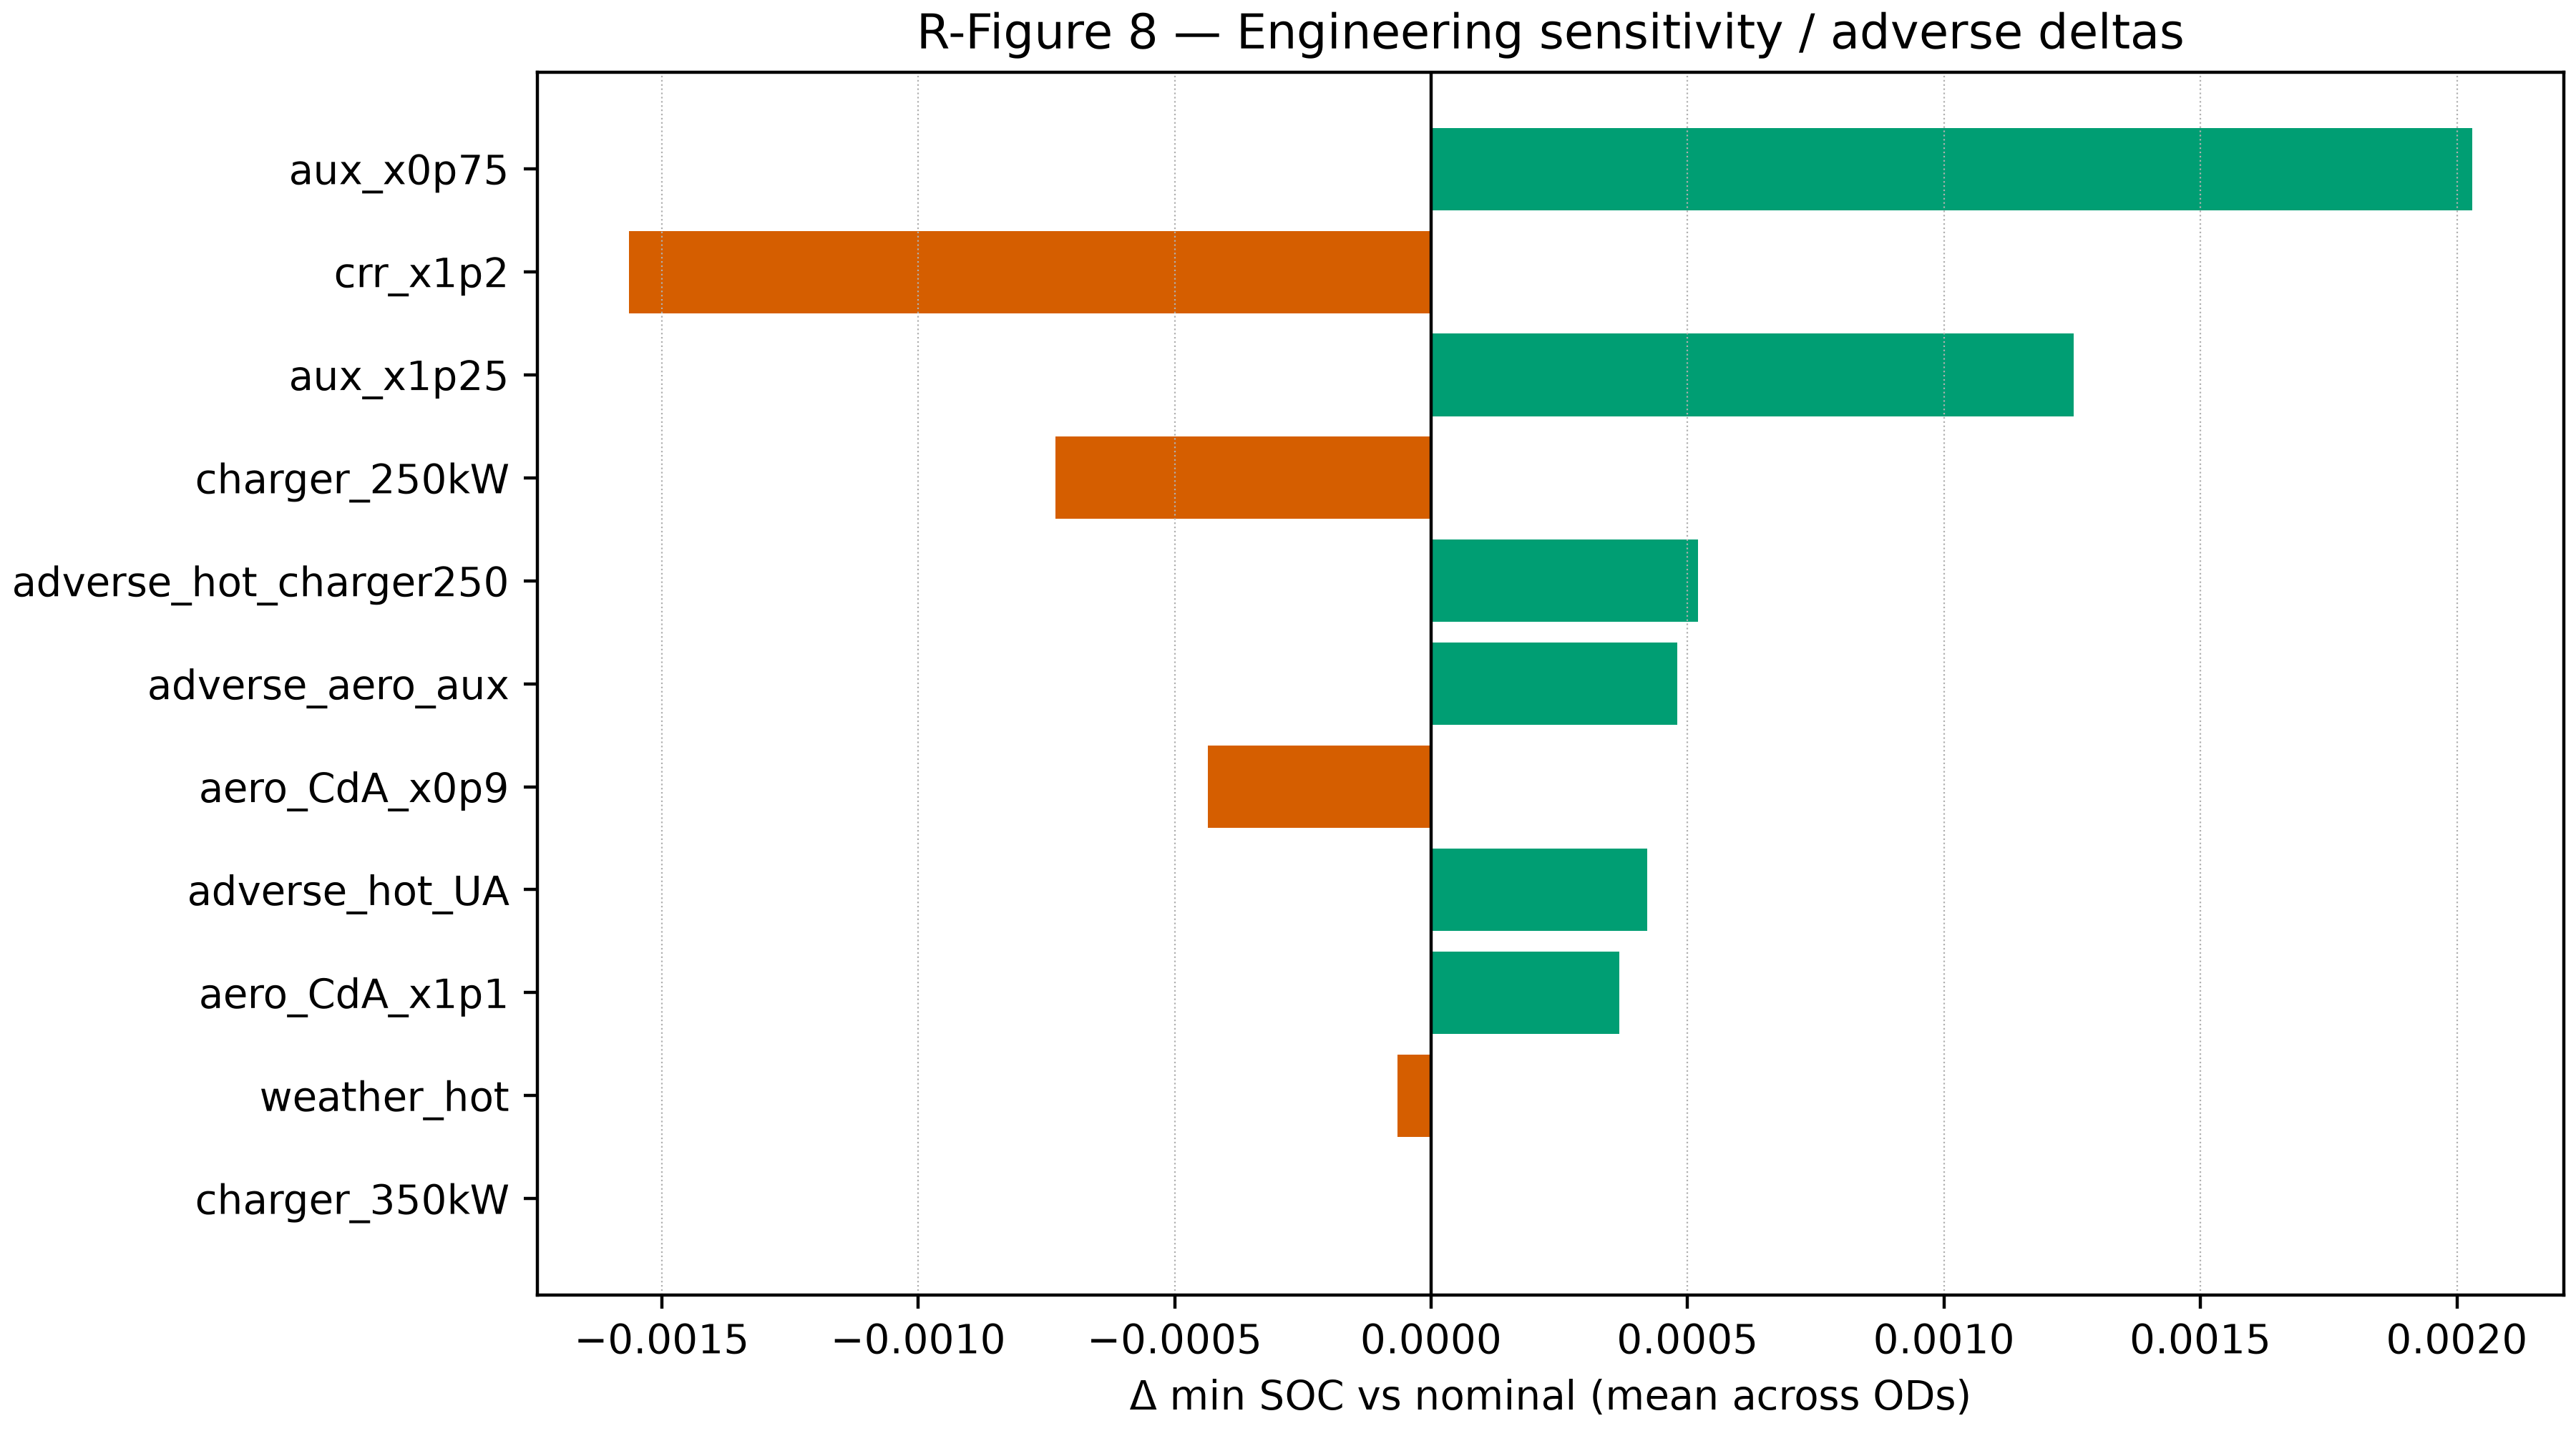 R-Figure 8 — Engineering sensitivity / adverse deltas
aux_x0p75
crr_x1p2
aux_x1p25
charger_250kW
adverse_hot_charger250
adverse_aero_aux
aero_CdA_x0p9
adverse_hot_UA
aero_CdA_x1p1
weather_hot
charger_350kW
−0.0015 −0.0010 −0.0005 0.0000 0.0005 0.0010 0.0015 0.0020
Δ min SOC vs nominal (mean across ODs)